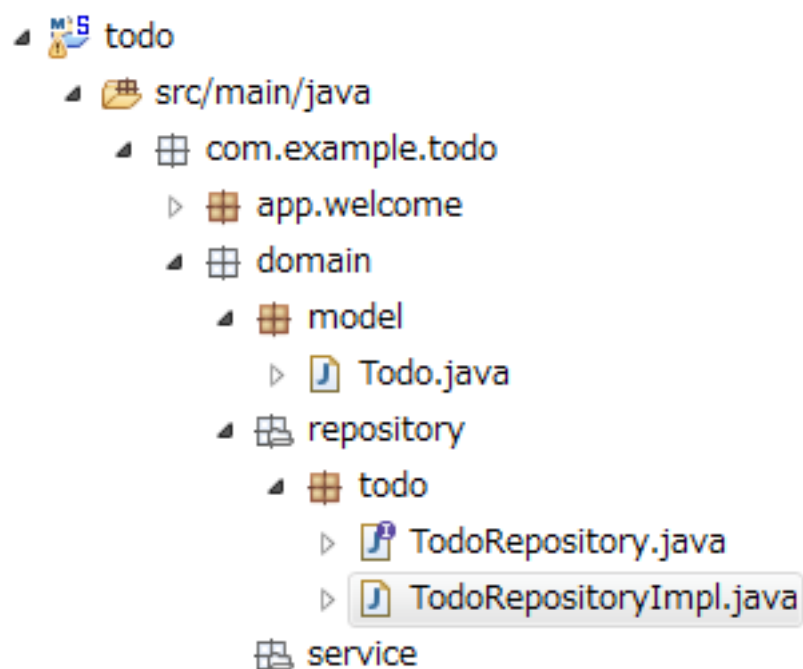 todo
src/main/java
com.example.todo
app.welcome
domain
model
Todo.java
repository
todo
TodoRepository.java
TodoRepositoryImpl.java
service